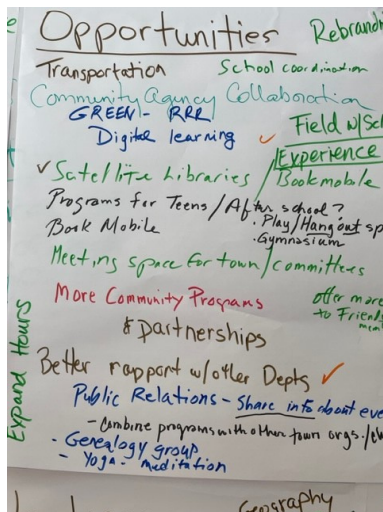 Opportunities
Rebrandin
Transportation
School coordination
Community agency Collaboration
GREEN - RRR
Digital learning
Field w/Sc
Experience
✓ Satellite Libraries
Bookmobile
Programs for Teens / After school?
Book Mobile
· Play/Hangout sp
· Gymnasium
Meeting space for town/committees
More Community Programs
& partnerships
offer more
to Friends
Expand Hours
Better rapport w/other Depts ✓
Public Relations - Share info about eve
- Combine programs with other town orgs./
- Genealogy group
- Yoga - meditation
Geography